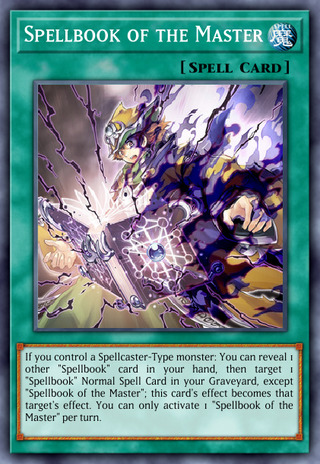 Spellbook of the Master
魔
[ Spell Card ]
If you control a Spellcaster-Type monster: You can reveal 1
other "Spellbook" card in your hand, then target 1
"Spellbook" Normal Spell Card in your Graveyard, except
"Spellbook of the Master"; this card's effect becomes that
target's effect. You can only activate 1 "Spellbook of the
Master" per turn.